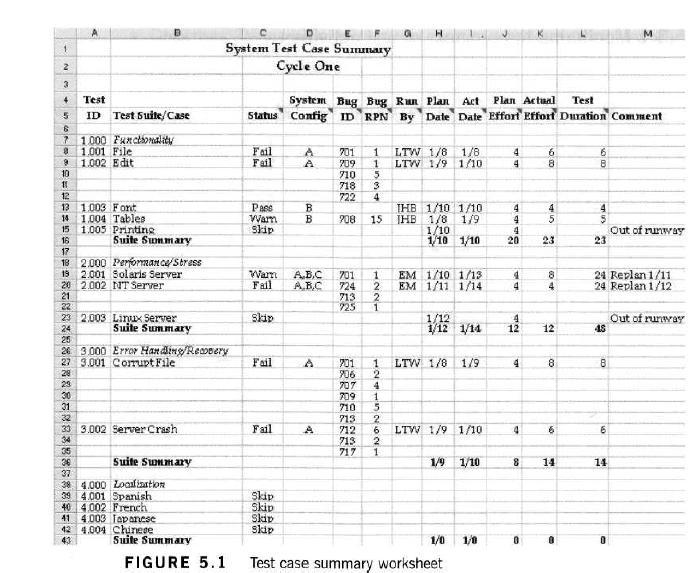 A B C D E F G H I J K L M
1 System Test Case Summary
2 Cycle One
3
4 Test System Bug Bug Run Plan Act Plan Actual Test
5 ID Test Suite/Case Status Config ID RPN By Date Date Effort Effort Duration Comment
6
7 1.000 Functionality
8 1.001 File Fail A 701 1 LTW 1/8 1/8 4 6 6
9 1.002 Edit Fail A 709 1 LTW 1/9 1/10 4 8 8
10 710 5
11 718 3
12 722 4
13 1.003 Font Pass B JHB 1/10 1/10 4 4 4
14 1.004 Tables Warn B 708 15 JHB 1/8 1/9 4 5 5
15 1.005 Printing Skip 1/10 4 Out of runway
16 Suite Summary 1/10 1/10 20 23 23
17
18 2.000 Performance/Stress
19 2.001 Solaris Server Warn A,B,C 701 1 EM 1/10 1/13 4 8 24 Replan 1/11
20 2.002 NT Server Fail A,B,C 724 2 EM 1/11 1/14 4 4 24 Replan 1/12
21 713 2
22 725 1
23 2.003 Linux Server Skip 1/12 4 Out of runway
24 Suite Summary 1/12 1/14 12 12 48
25
26 3.000 Error Handling/Recovery
27 3.001 Corrupt File Fail A 701 1 LTW 1/8 1/9 4 8 8
28 706 2
29 707 4
30 709 1
31 710 5
32 713 2
33 3.002 Server Crash Fail A 712 6 LTW 1/9 1/10 4 6 6
34 713 2
35 717 1
36 Suite Summary 1/9 1/10 8 14 14
37
38 4.000 Localization
39 4.001 Spanish Skip
40 4.002 French Skip
41 4.003 Japanese Skip
42 4.004 Chinese Skip
43 Suite Summary 1/0 1/0 0 0 0
FIGURE 5.1 Test case summary worksheet